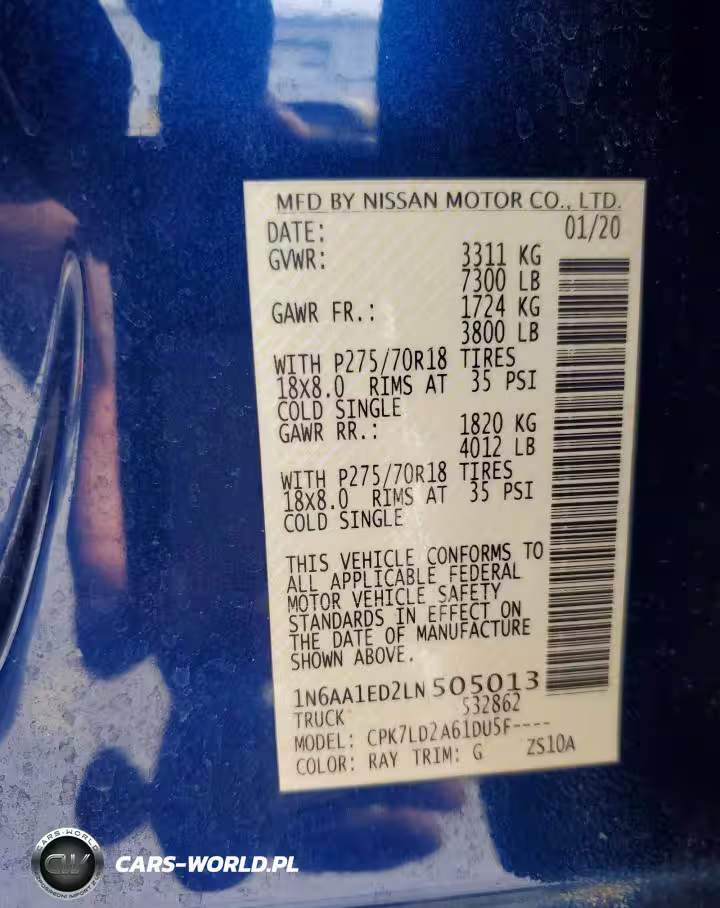 MFD BY NISSAN MOTOR CO., LTD.
DATE: 01/20
GVWR: 3311 KG
7300 LB
GAWR FR.: 1724 KG
3800 LB
WITH P275/70R18 TIRES
18X8.0 RIMS AT 35 PSI
COLD SINGLE
GAWR RR.: 1820 KG
4012 LB
WITH P275/70R18 TIRES
18X8.0 RIMS AT 35 PSI
COLD SINGLE
THIS VEHICLE CONFORMS TO
ALL APPLICABLE FEDERAL
MOTOR VEHICLE SAFETY
STANDARDS IN EFFECT ON
THE DATE OF MANUFACTURE
SHOWN ABOVE.
1N6AA1ED2LN505013
TRUCK 532862
MODEL: CPK7LD2A61DU5F----
COLOR: RAY TRIM: G ZS10A
CARS-WORLD
CW
CARS-WORLD.PL